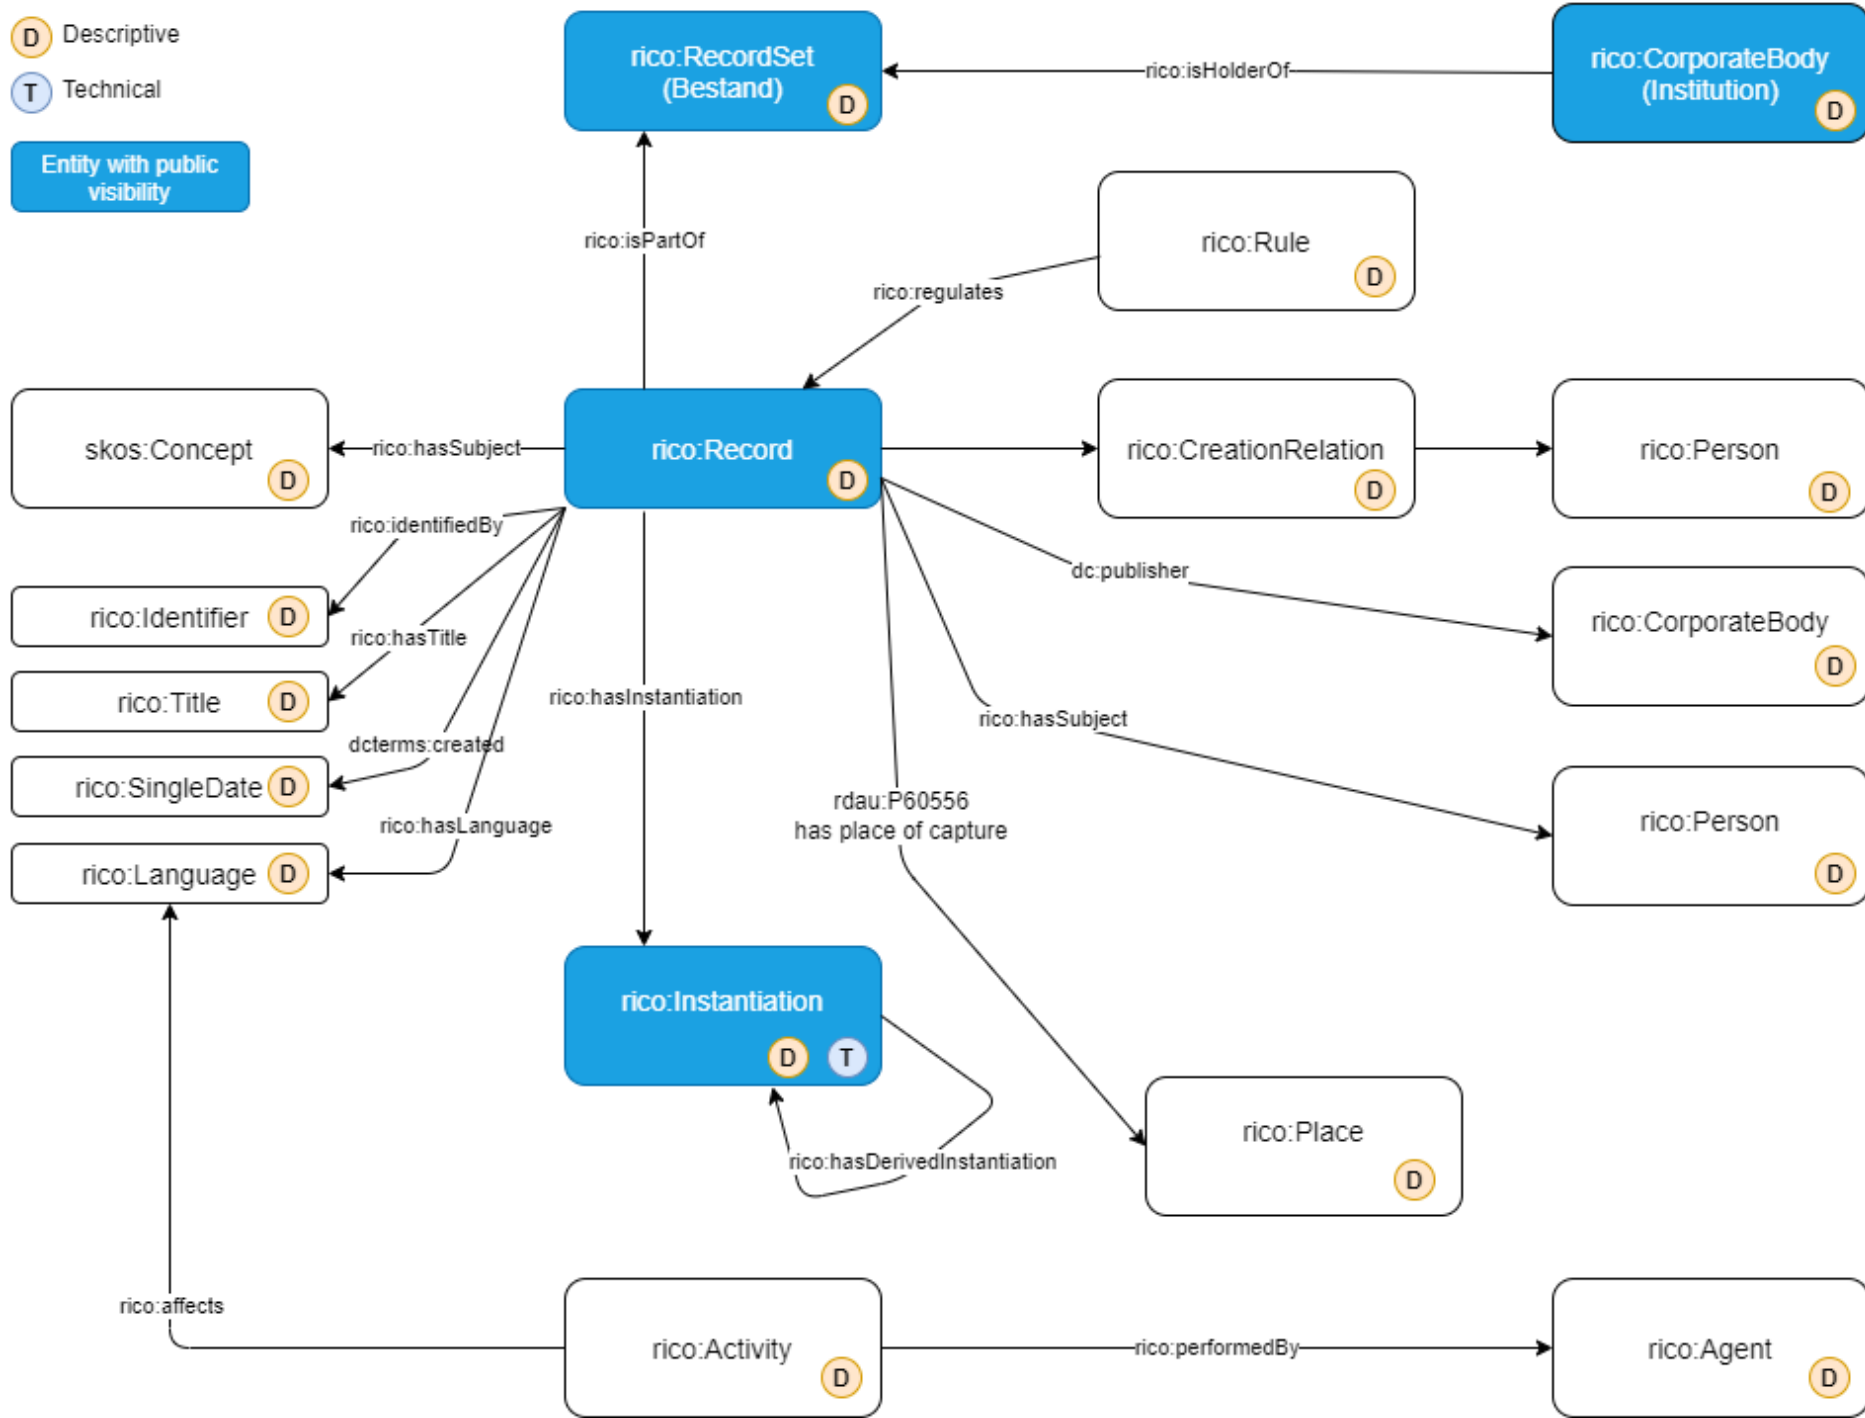 D Descriptive
T Technical
Entity with public
visibility
rico:RecordSet
(Bestand)
D
rico:isHolderOf
rico:CorporateBody
(Institution)
D
rico:isPartOf
rico:Rule
D
rico:regulates
skos:Concept
D
rico:hasSubject
rico:Record
D
rico:CreationRelation
D
rico:Person
D
rico:identifiedBy
rico:Identifier D
rico:hasTitle
rico:Title D
dcterms:created
rico:SingleDate D
rico:hasLanguage
rico:Language D
rico:hasInstantiation
dc:publisher
rico:CorporateBody
D
rico:hasSubject
rico:Person
D
rdau:P60556
has place of capture
rico:Instantiation
D T
rico:hasDerivedInstantiation
rico:Place
D
rico:affects
rico:Activity
D
rico:performedBy
rico:Agent
D